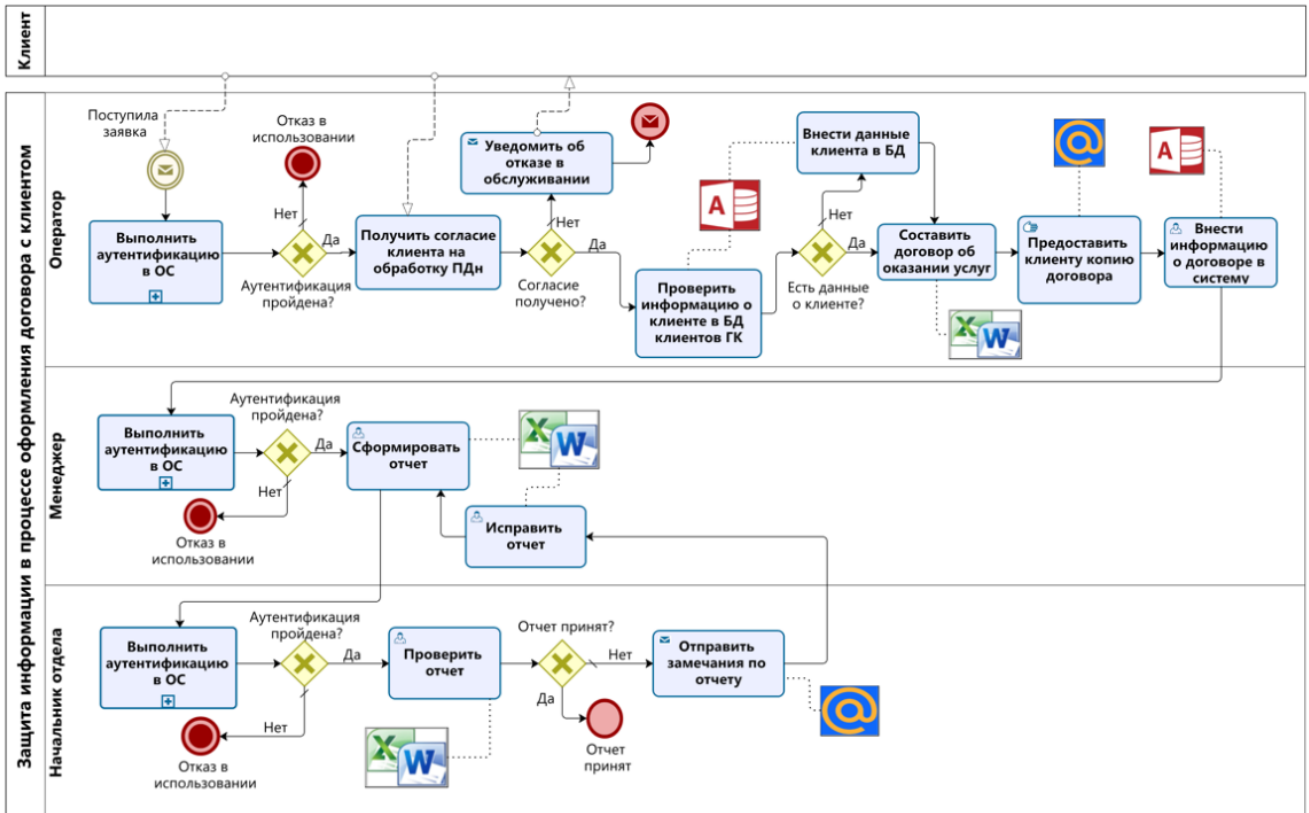 Клиент
Защита информации в процессе оформления договора с клиентом
Оператор
Поступила
заявка
Выполнить
аутентификацию
в ОС
Отказ в
использовании
Нет
Да
Аутентификация
пройдена?
Получить согласие
клиента на
обработку ПДн
Уведомить об
отказе в
обслуживании
Нет
Да
Согласие
получено?
Проверить
информацию о
клиенте в БД
клиентов ГК
A
Внести данные
клиента в БД
Нет
Да
Есть данные
о клиенте?
Составить
договор об
оказании услуг
X W
@
Предоставить
клиенту копию
договора
A
Внести
информацию
о договоре в
систему
Менеджер
Выполнить
аутентификацию
в ОС
Аутентификация
пройдена?
Да
Нет
Отказ в
использовании
Сформировать
отчет
X W
Исправить
отчет
Начальник отдела
Выполнить
аутентификацию
в ОС
Аутентификация
пройдена?
Да
Нет
Отказ в
использовании
Проверить
отчет
X W
Отчет принят?
Нет
Да
Отчет
принят
Отправить
замечания по
отчету
@